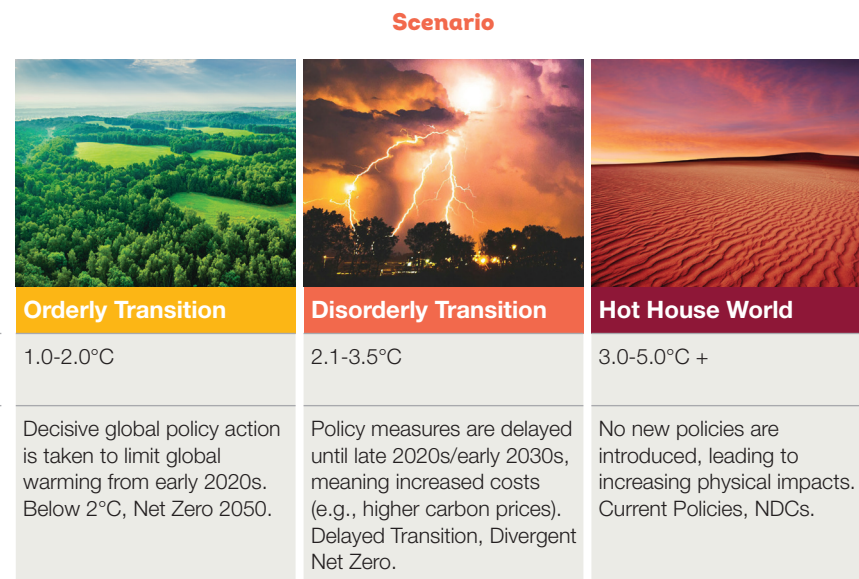 Scenario
Orderly Transition
Disorderly Transition
Hot House World
1.0-2.0°C
2.1-3.5°C
3.0-5.0°C +
Decisive global policy action
is taken to limit global
warming from early 2020s.
Below 2°C, Net Zero 2050.
Policy measures are delayed
until late 2020s/early 2030s,
meaning increased costs
(e.g., higher carbon prices).
Delayed Transition, Divergent
Net Zero.
No new policies are
introduced, leading to
increasing physical impacts.
Current Policies, NDCs.